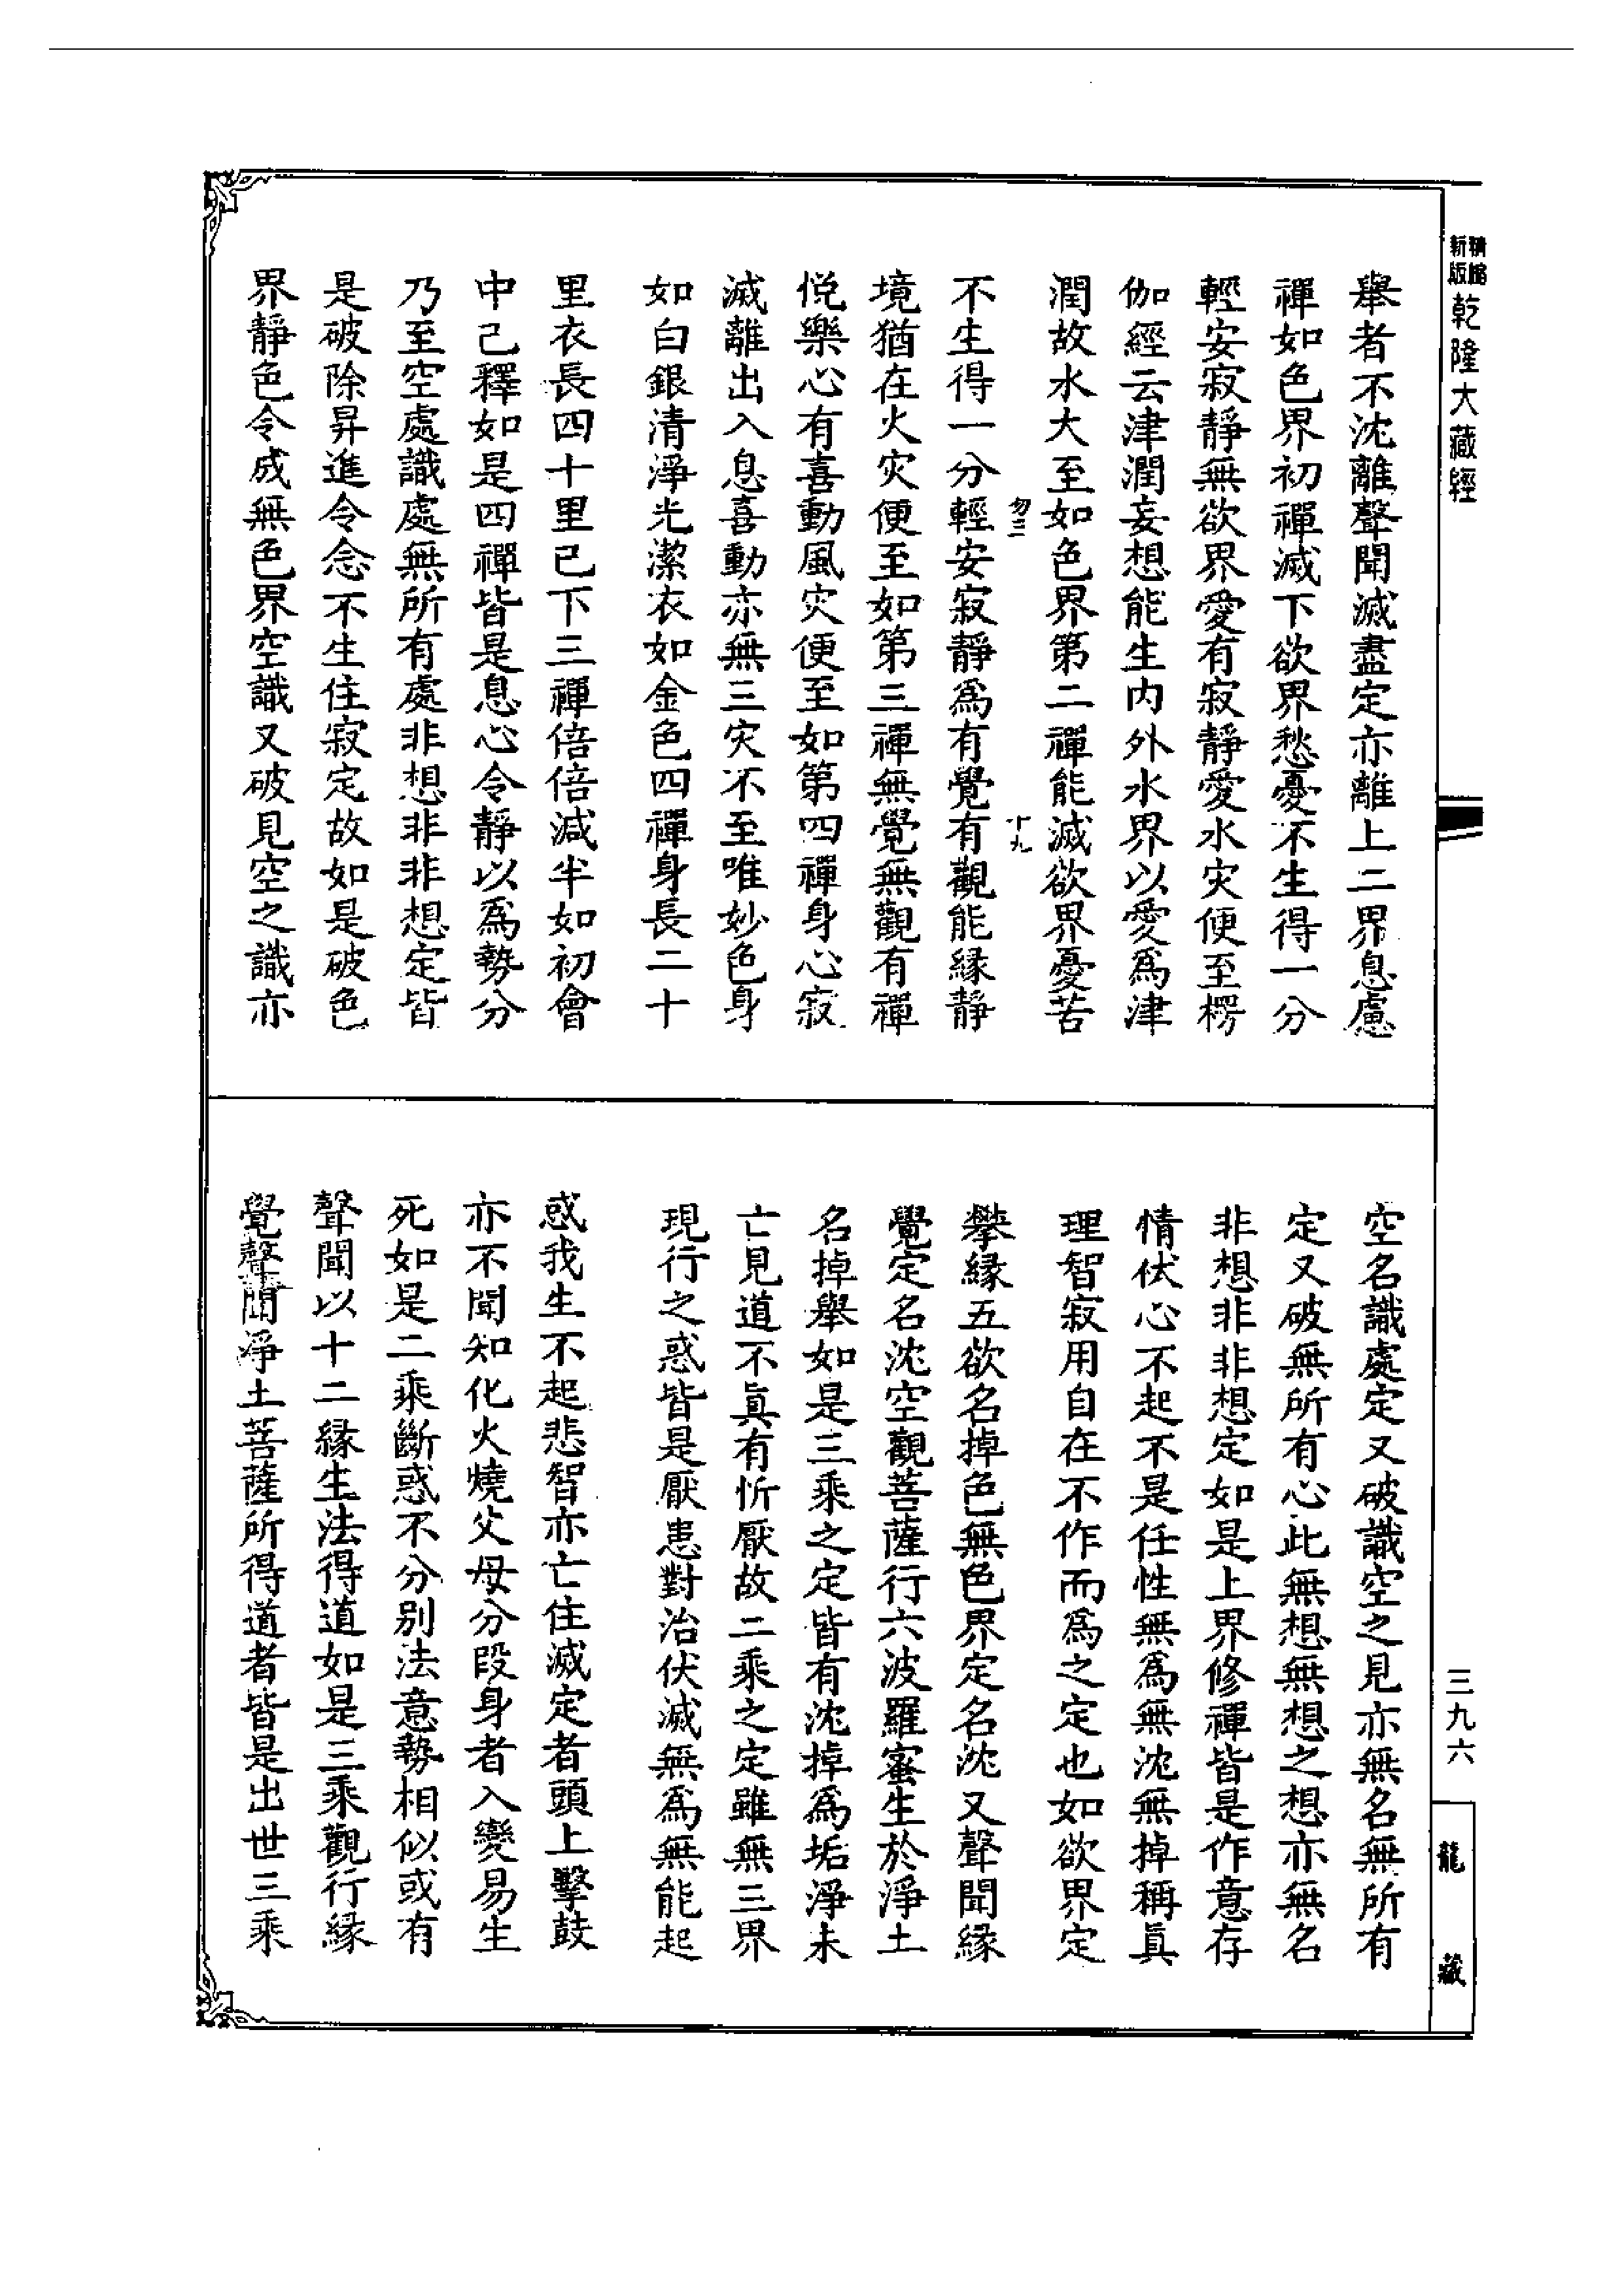 新版精縮乾隆大藏經
舉者不沈離聲聞滅盡定亦離上二界息慮
禪如色界初禪滅下欲界愁憂不生得一分
輕安寂靜無欲界愛有寂靜愛水灾便至楞
伽經云津潤妄想能生内外水界以愛爲津
潤故水大至如色界第二禪能滅欲界憂苦
勿三 十九
不生得一分輕安寂靜爲有覺有觀能緣靜
境猶在火灾便至如第三禪無覺無觀有禪
悅樂心有喜動風灾便至如第四禪身心寂
滅離出入息喜動亦無三灾不至唯妙色身
如白銀清淨光潔衣如金色四禪身長二十
里衣長四十里已下三禪倍倍減半如初會
中已釋如是四禪皆是息心令靜以爲勢分
乃至空處識處無所有處非想非非想定皆
是破除昇進令念不生住寂定故如是破色
界靜色令成無色界空識又破見空之識亦
空名識處定又破識空之見亦無名無所有
定又破無所有心此無想無想之想亦無名
非想非非想定如是上界修禪皆是作意存
情伏心不起不是任性無爲無沈無掉稱眞
理智寂用自在不作而爲之定也如欲界定
攀緣五欲名掉色無色界定名沈又聲聞緣
覺定名沈空觀菩薩行六波羅蜜生於淨土
名掉舉如是三乘之定皆有沈掉爲垢淨未
亡見道不眞有忻厭故二乘之定雖無三界
現行之惑皆是厭患對治伏滅無爲無能起
惑我生不起悲智亦亡住滅定者頭上擊鼓
亦不聞知化火燒父母分段身者入變易生
死如是二乘斷惑不分別法意勢相似或有
聲聞以十二緣生法得道如是三乘觀行緣
覺聲聞淨土菩薩所得道者皆是出世三乘
三九六
龍藏